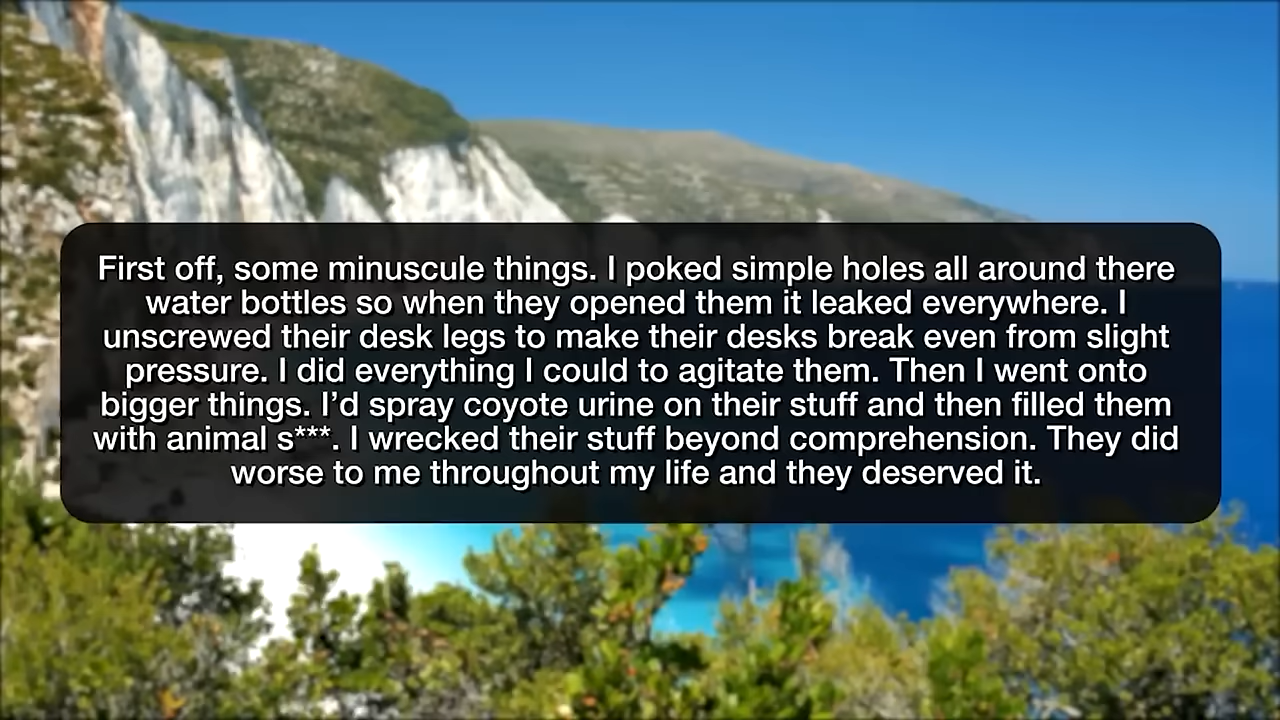 First off, some minuscule things. I poked simple holes all around there
water bottles so when they opened them it leaked everywhere. I
unscrewed their desk legs to make their desks break even from slight
pressure. I did everything I could to agitate them. Then I went onto
bigger things. I’d spray coyote urine on their stuff and then filled them
with animal s***. I wrecked their stuff beyond comprehension. They did
worse to me throughout my life and they deserved it.